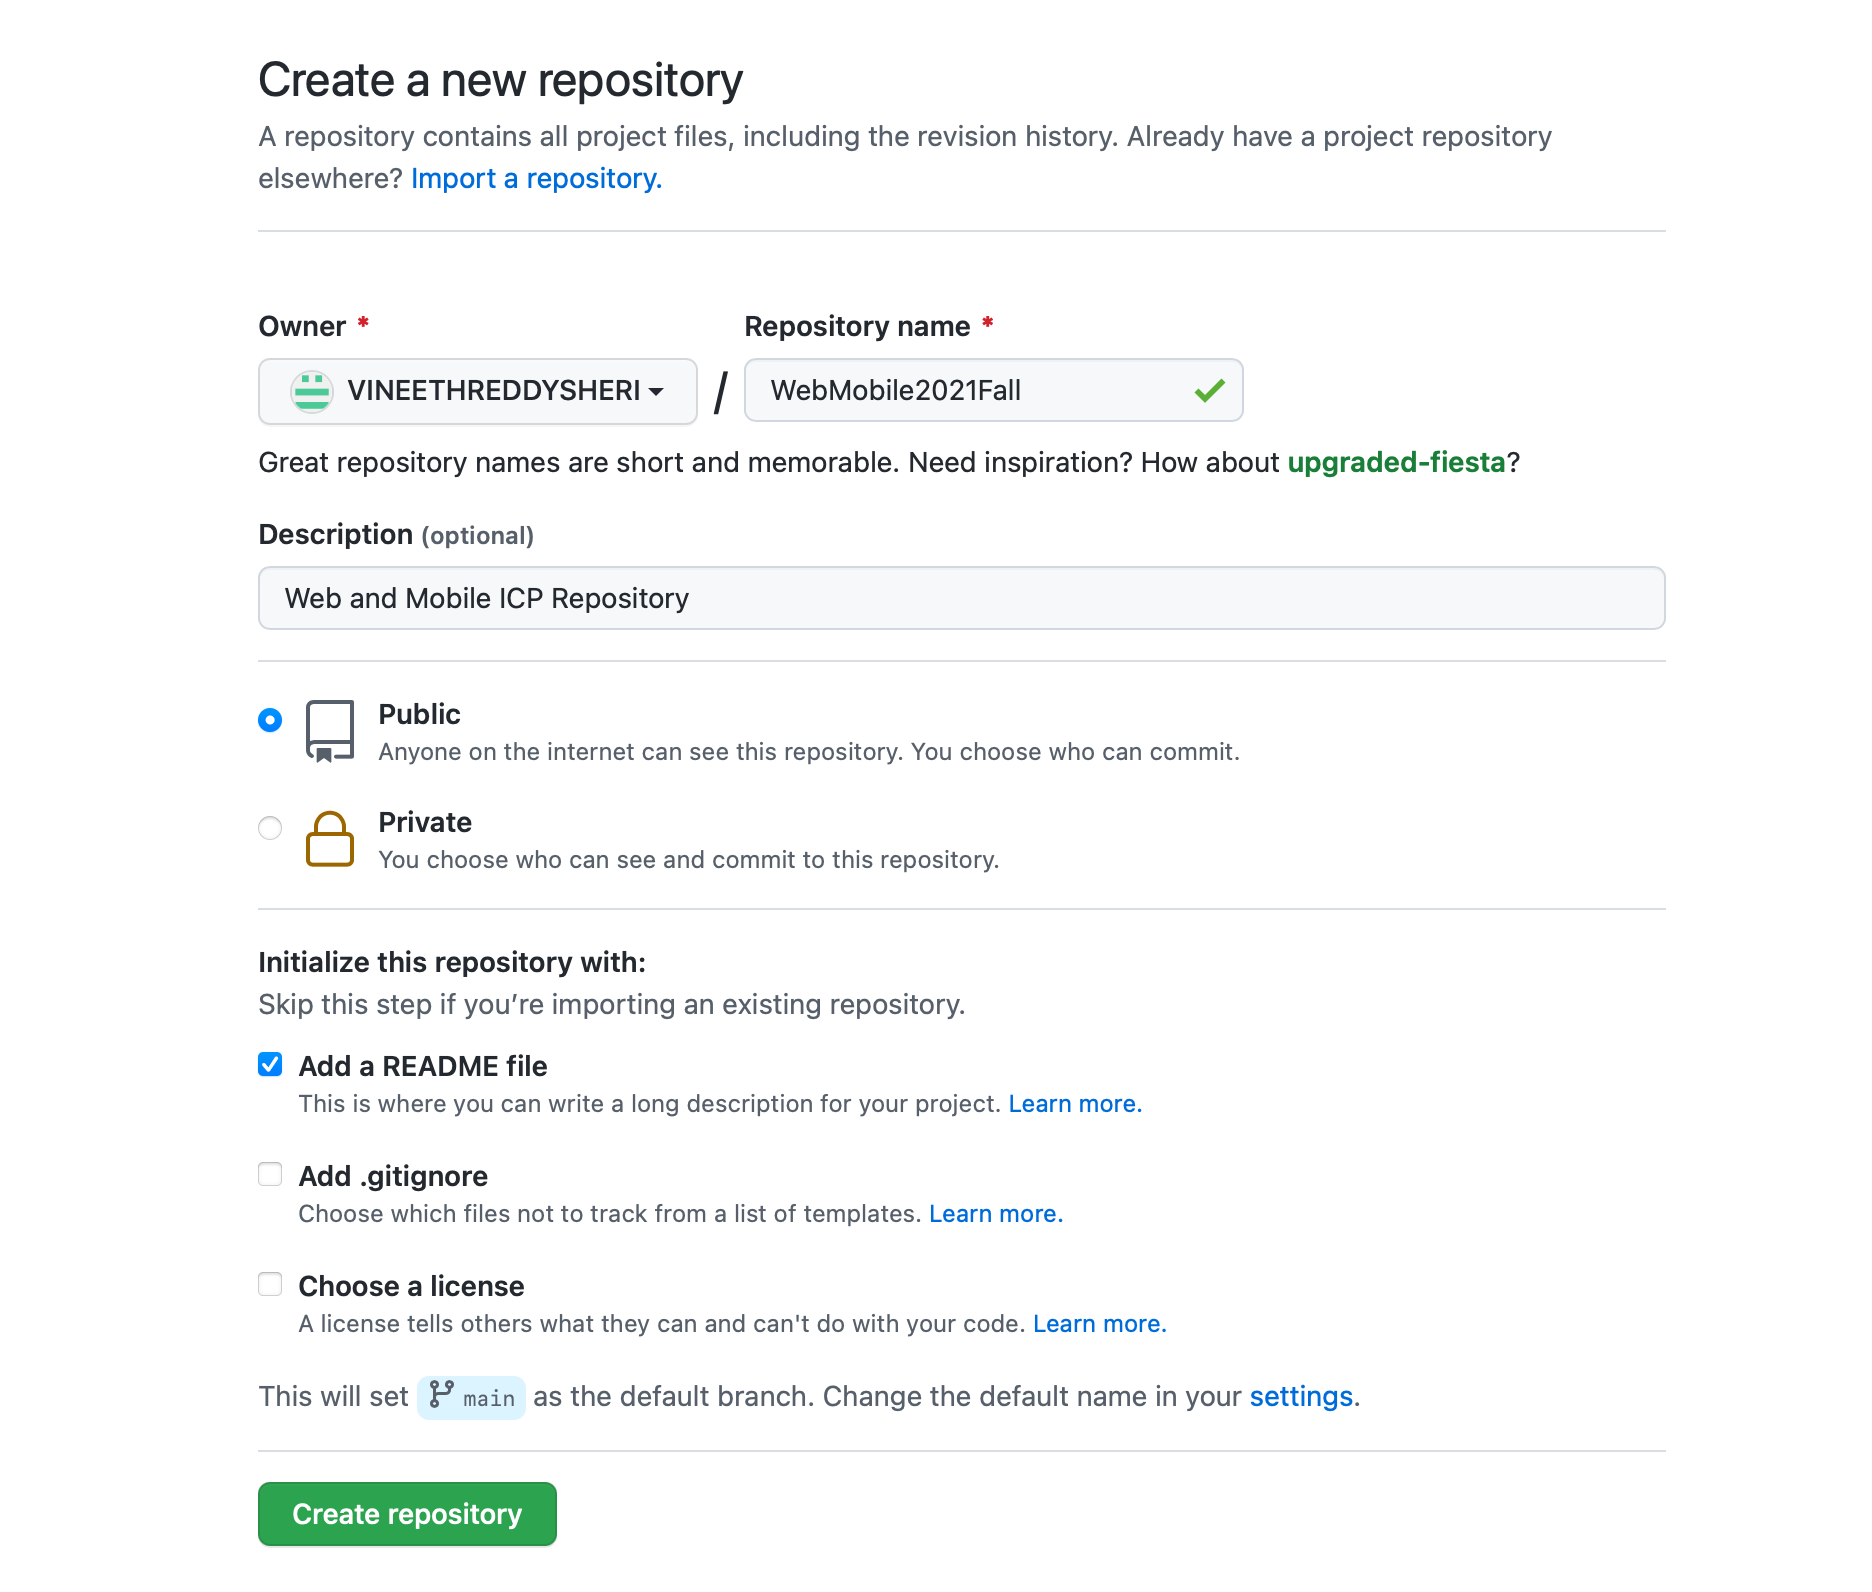 Create a new repository
A repository contains all project files, including the revision history. Already have a project repository
elsewhere? Import a repository.
Owner *
Repository name *
VINEETHREDDYSHERI / WebMobile2021Fall
Great repository names are short and memorable. Need inspiration? How about upgraded-fiesta?
Description (optional)
Web and Mobile ICP Repository
Public
Anyone on the internet can see this repository. You choose who can commit.
Private
You choose who can see and commit to this repository.
Initialize this repository with:
Skip this step if you’re importing an existing repository.
Add a README file
This is where you can write a long description for your project. Learn more.
Add .gitignore
Choose which files not to track from a list of templates. Learn more.
Choose a license
A license tells others what they can and can't do with your code. Learn more.
This will set main as the default branch. Change the default name in your settings.
Create repository